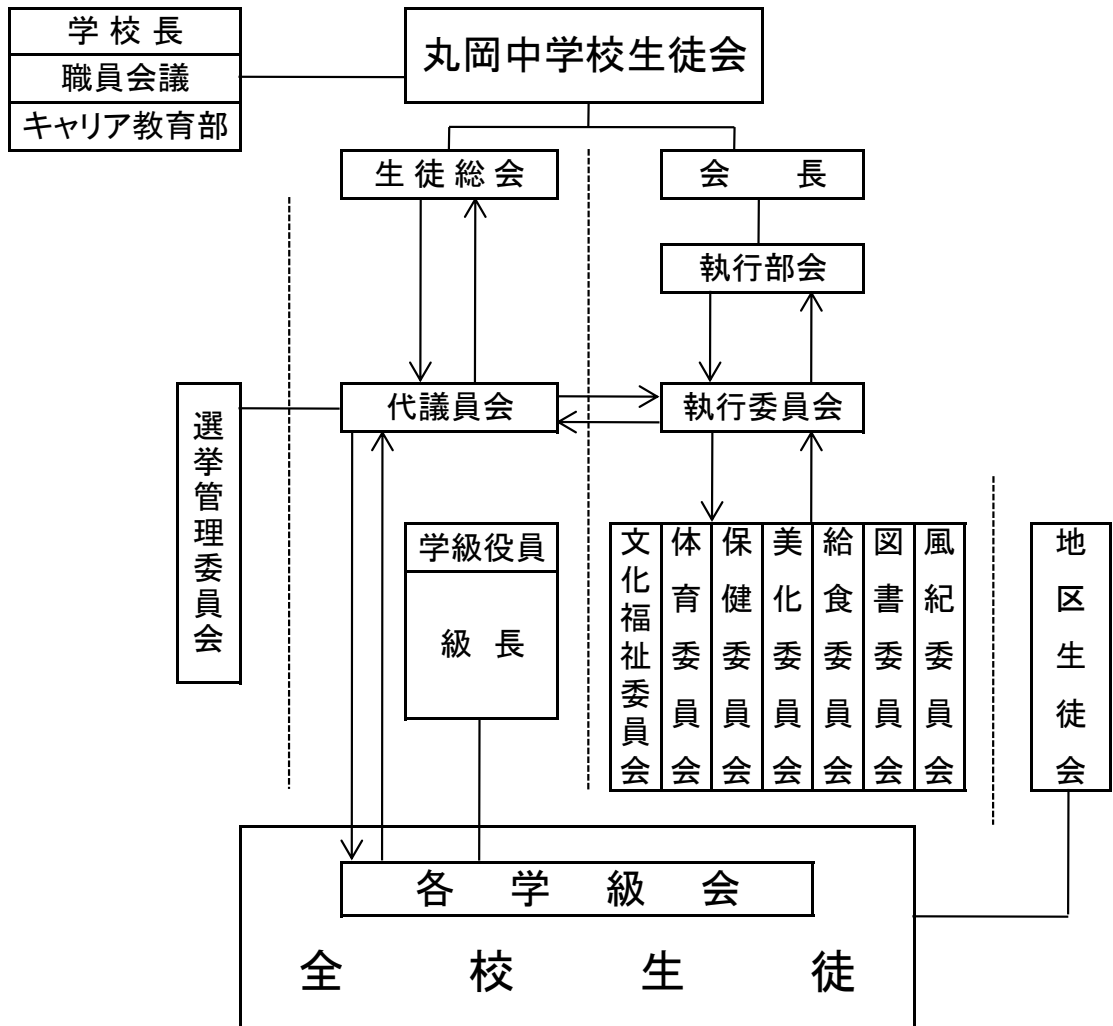 学校長
職員会議
キャリア教育部
丸岡中学校生徒会
生徒総会
会長
執行部会
代議員会
執行委員会
選挙管理委員会
学級役員
級長
文化福祉委員会
体育委員会
保健委員会
美化委員会
給食委員会
図書委員会
風紀委員会
地区生徒会
各学級会
全校生徒